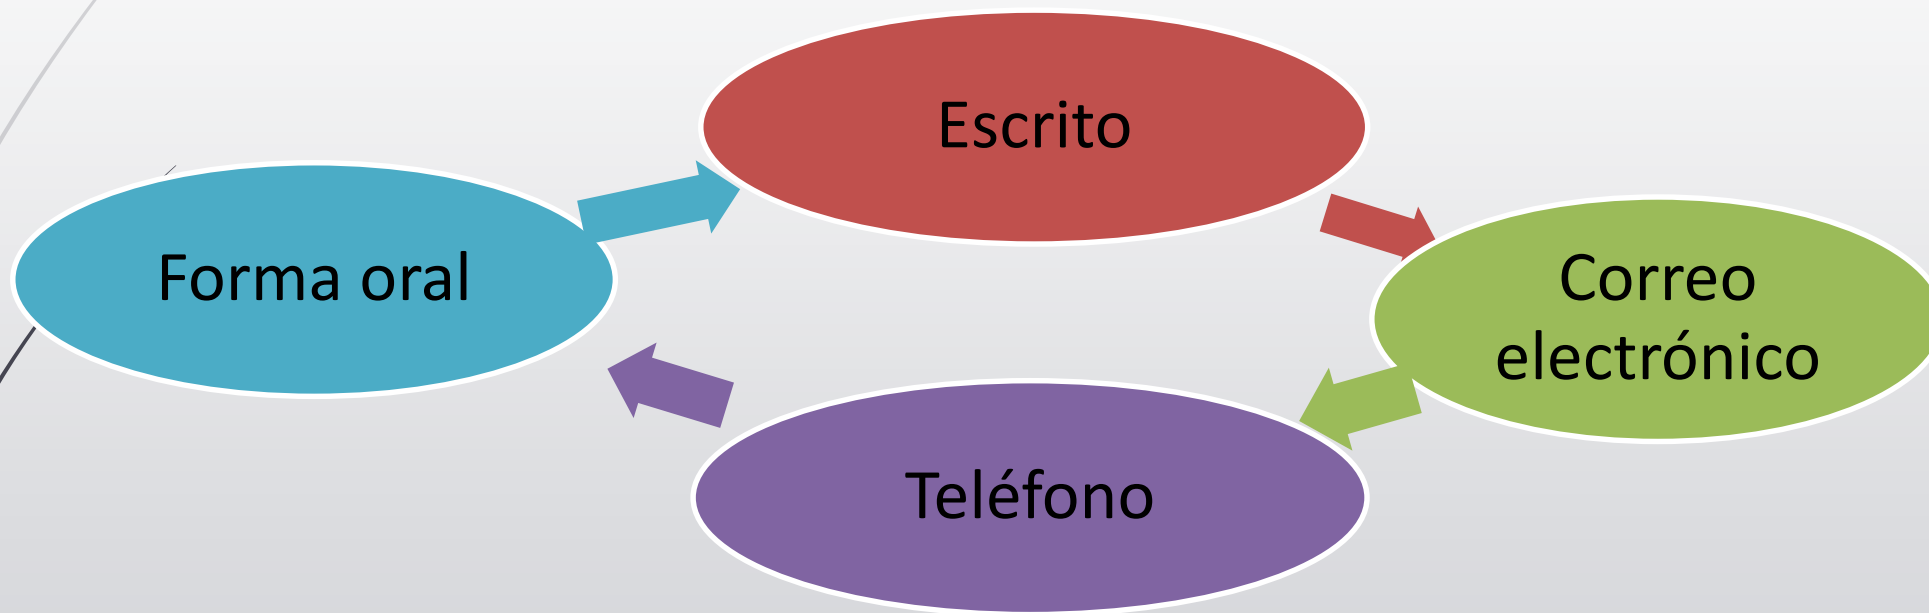 Escrito
Forma oral
Correo
electrónico
Teléfono